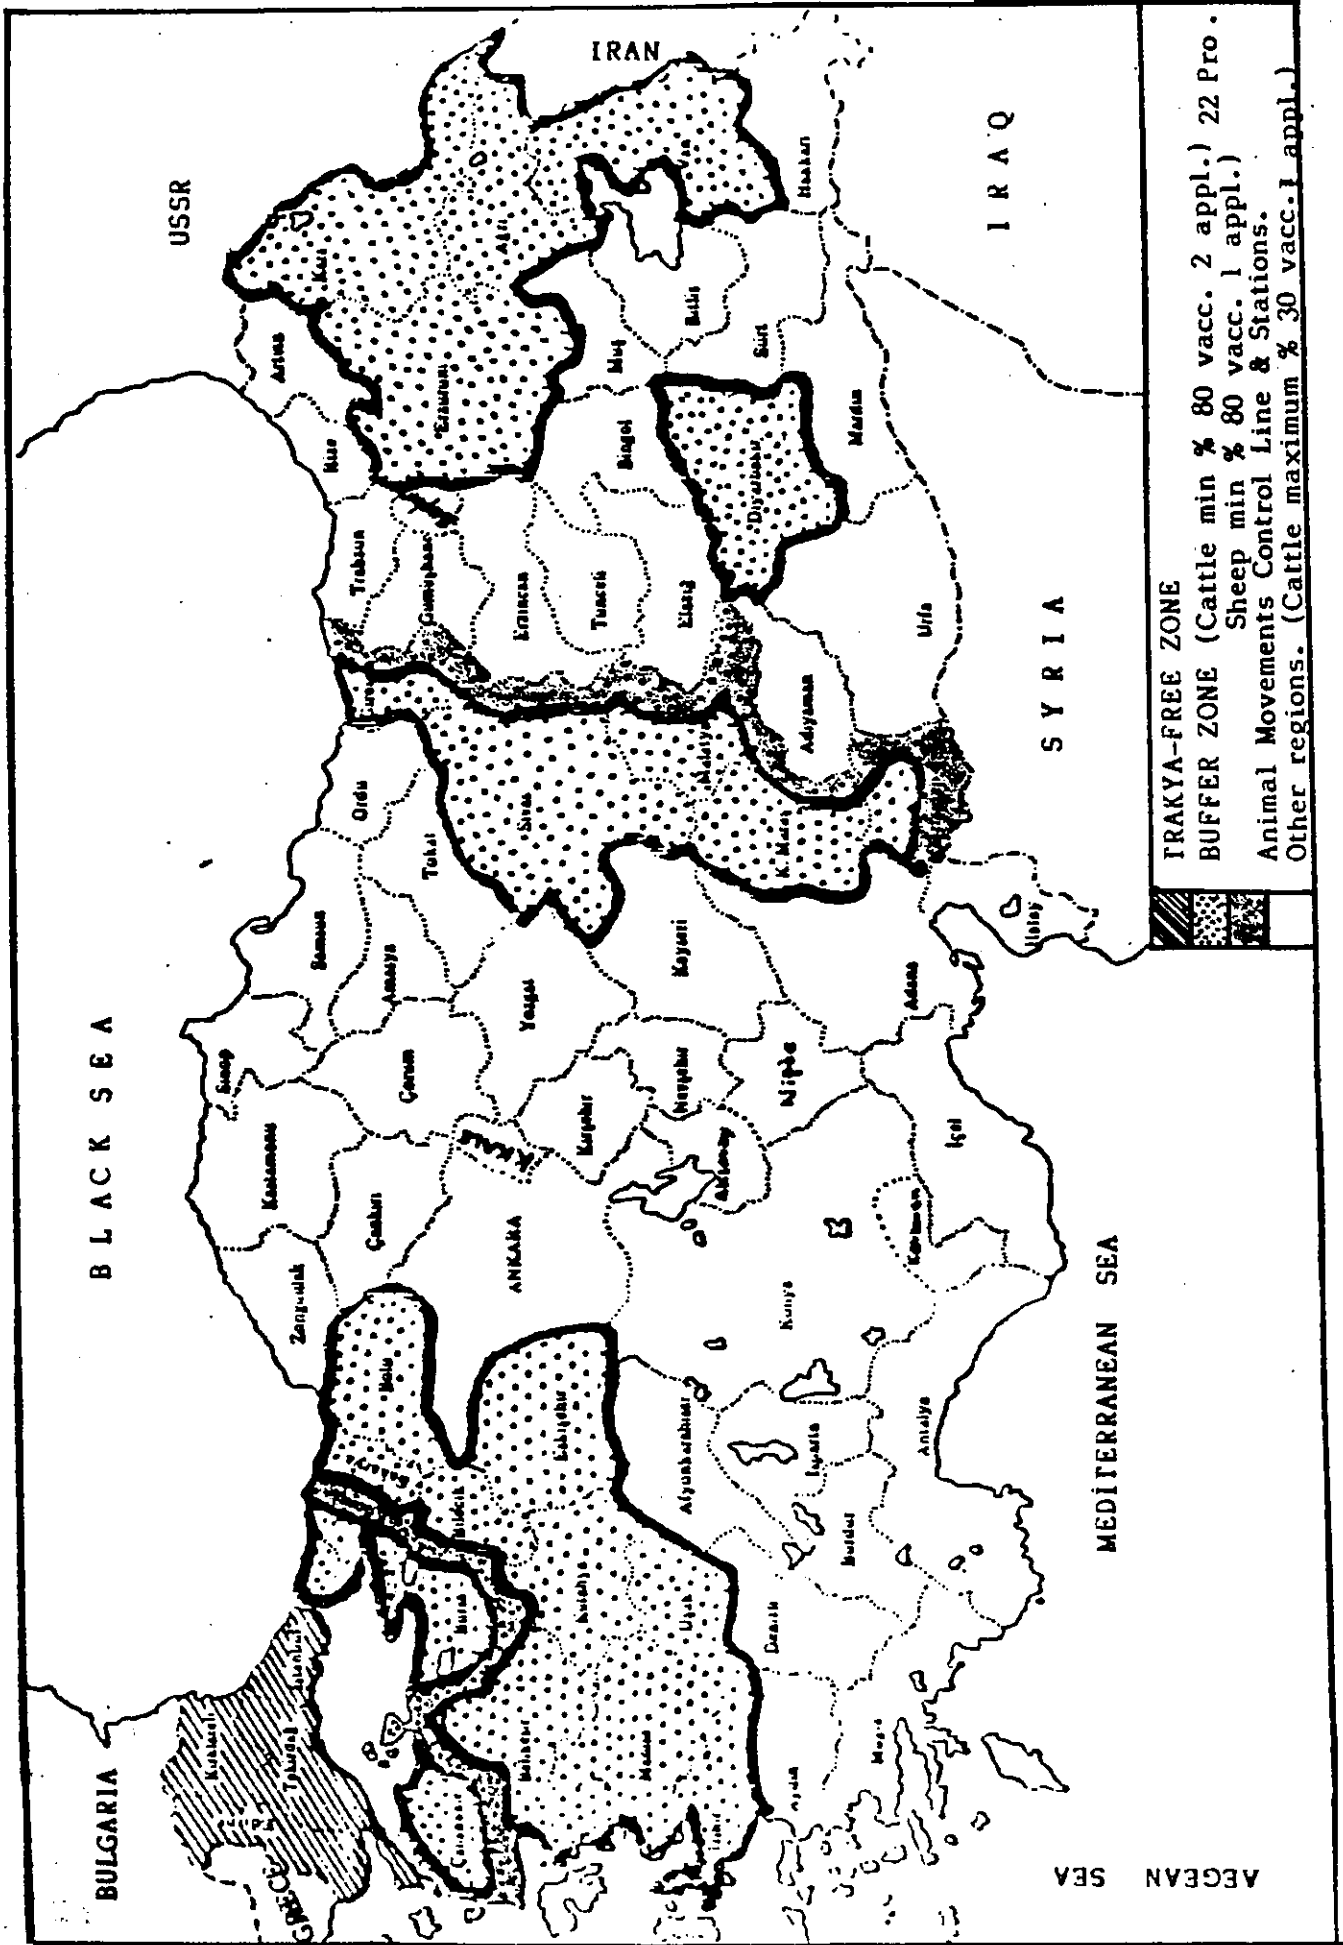 BULGARIA
GREECE
BLACK SEA
USSR
IRAN
IRAQ
SYRIA
MEDITERRANEAN SEA
AEGEAN SEA
Kırklareli
Tekirdağ
İstanbul
Çanakkale
Balıkesir
Bursa
Bilecik
Sakarya
Bolu
Eskişehir
Kütahya
Manisa
Uşak
İzmir
Aydın
Muğla
Denizli
Burdur
Isparta
Afyonkarahisar
Antalya
Konya
Karaman
İçel
Zonguldak
Kastamonu
Çankırı
ANKARA
K.KALE
Kırşehir
Aksaray
Nevşehir
Niğde
Sinop
Çorum
Samsun
Amasya
Yozgat
Kayseri
Adana
Hatay
Ordu
Tokat
Sivas
Giresun
Malatya
K.Maraş
Adıyaman
Trabzon
Gümüşhane
Erzincan
Tunceli
Elazığ
Urfa
Rize
Artvin
Kars
Erzurum
Ağrı
Bingöl
Muş
Diyarbakır
Mardin
Bitlis
Siirt
Van
Hakkari
TRAKYA-FREE ZONE
BUFFER ZONE (Cattle min % 80 vacc. 2 appl.) 22 Pro.
Sheep min % 80 vacc. 1 appl.)
Animal Movements Control Line & Stations.
Other regions. (Cattle maximum % 30 vacc.1 appl.)